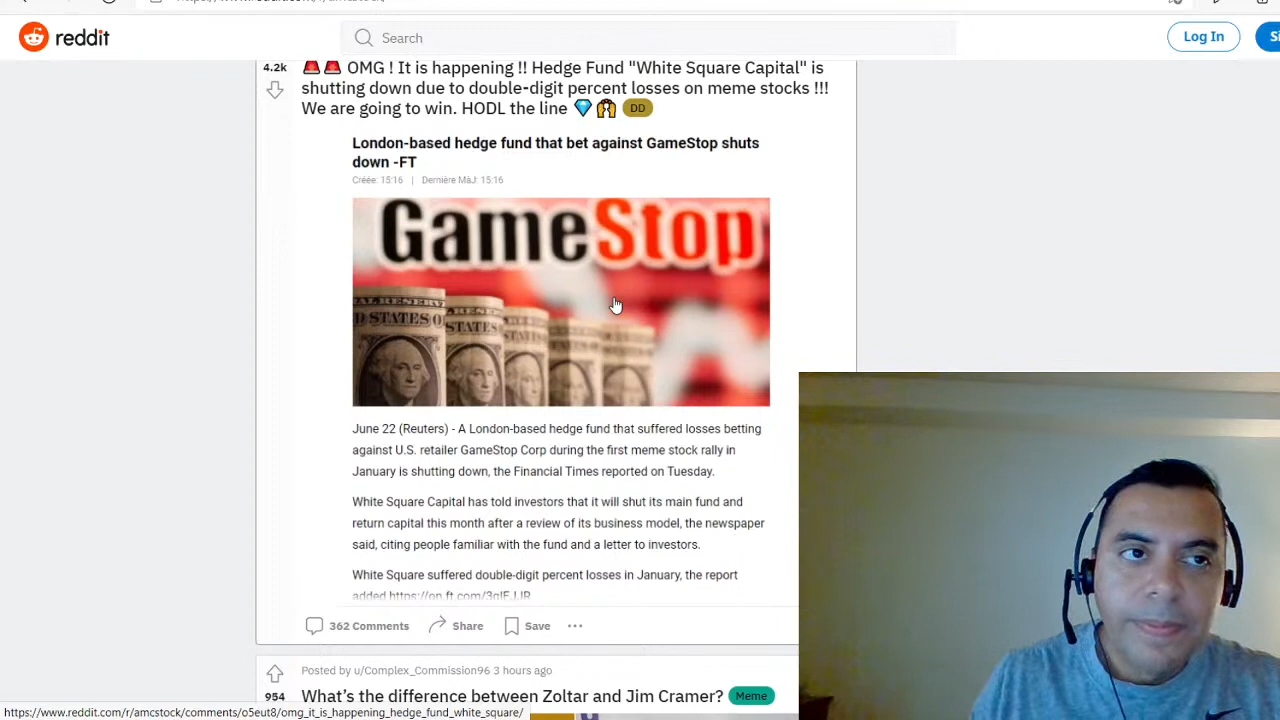 reddit
Search
Log In
4.2k
🚨🚨 OMG ! It is happening !! Hedge Fund "White Square Capital" is
shutting down due to double-digit percent losses on meme stocks !!!
We are going to win. HODL the line 💎🙌 DD
London-based hedge fund that bet against GameStop shuts
down -FT
Créée: 15:16 | Dernière MàJ: 15:16
GameStop
June 22 (Reuters) - A London-based hedge fund that suffered losses betting
against U.S. retailer GameStop Corp during the first meme stock rally in
January is shutting down, the Financial Times reported on Tuesday.
White Square Capital has told investors that it will shut its main fund and
return capital this month after a review of its business model, the newspaper
said, citing people familiar with the fund and a letter to investors.
White Square suffered double-digit percent losses in January, the report
added
362 Comments
Share
Save
Posted by u/Complex_Commission96 3 hours ago
954
What's the difference between Zoltar and Jim Cramer? Meme
https://www.reddit.com/r/amcstock/comments/o5eut8/omg_it_is_happening_hedge_fund_white_square/